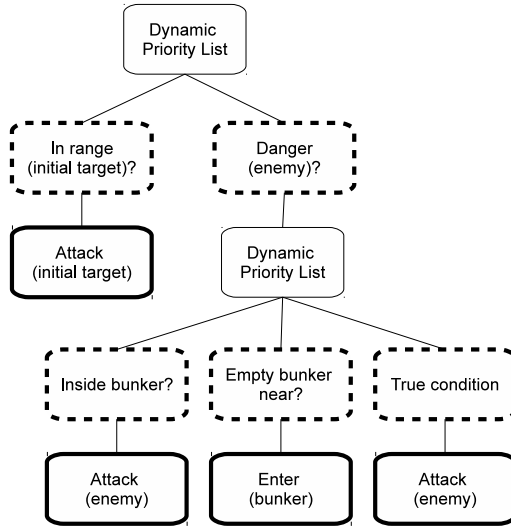 Dynamic
Priority List
In range
(initial target)?
Danger
(enemy)?
Attack
(initial target)
Dynamic
Priority List
Inside bunker?
Empty bunker
near?
True condition
Attack
(enemy)
Enter
(bunker)
Attack
(enemy)